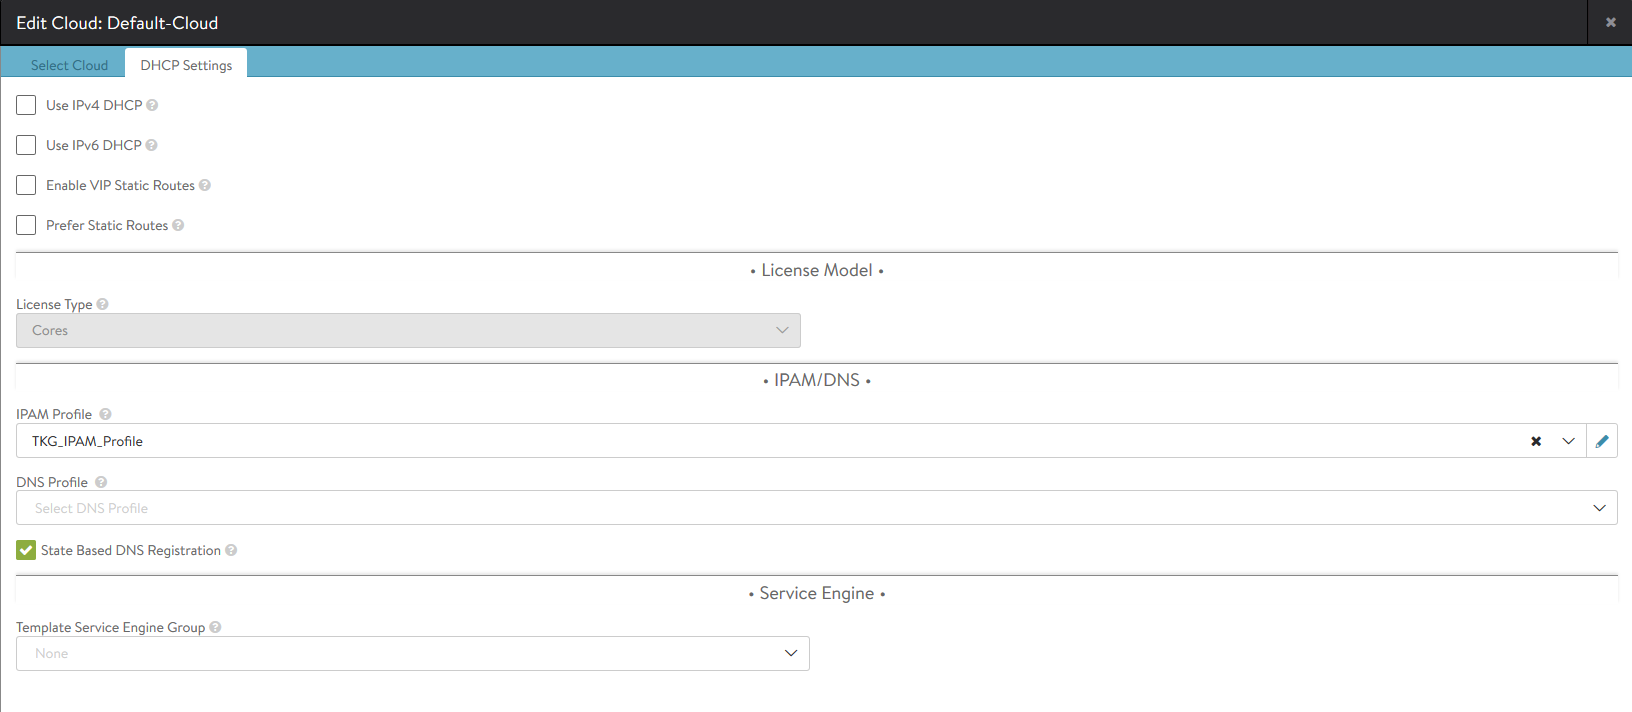 Edit Cloud: Default-Cloud
Select Cloud DHCP Settings
Use IPv4 DHCP
Use IPv6 DHCP
Enable VIP Static Routes
Prefer Static Routes
• License Model •
License Type
Cores
• IPAM/DNS •
IPAM Profile
TKG_IPAM_Profile
DNS Profile
Select DNS Profile
State Based DNS Registration
• Service Engine •
Template Service Engine Group
None